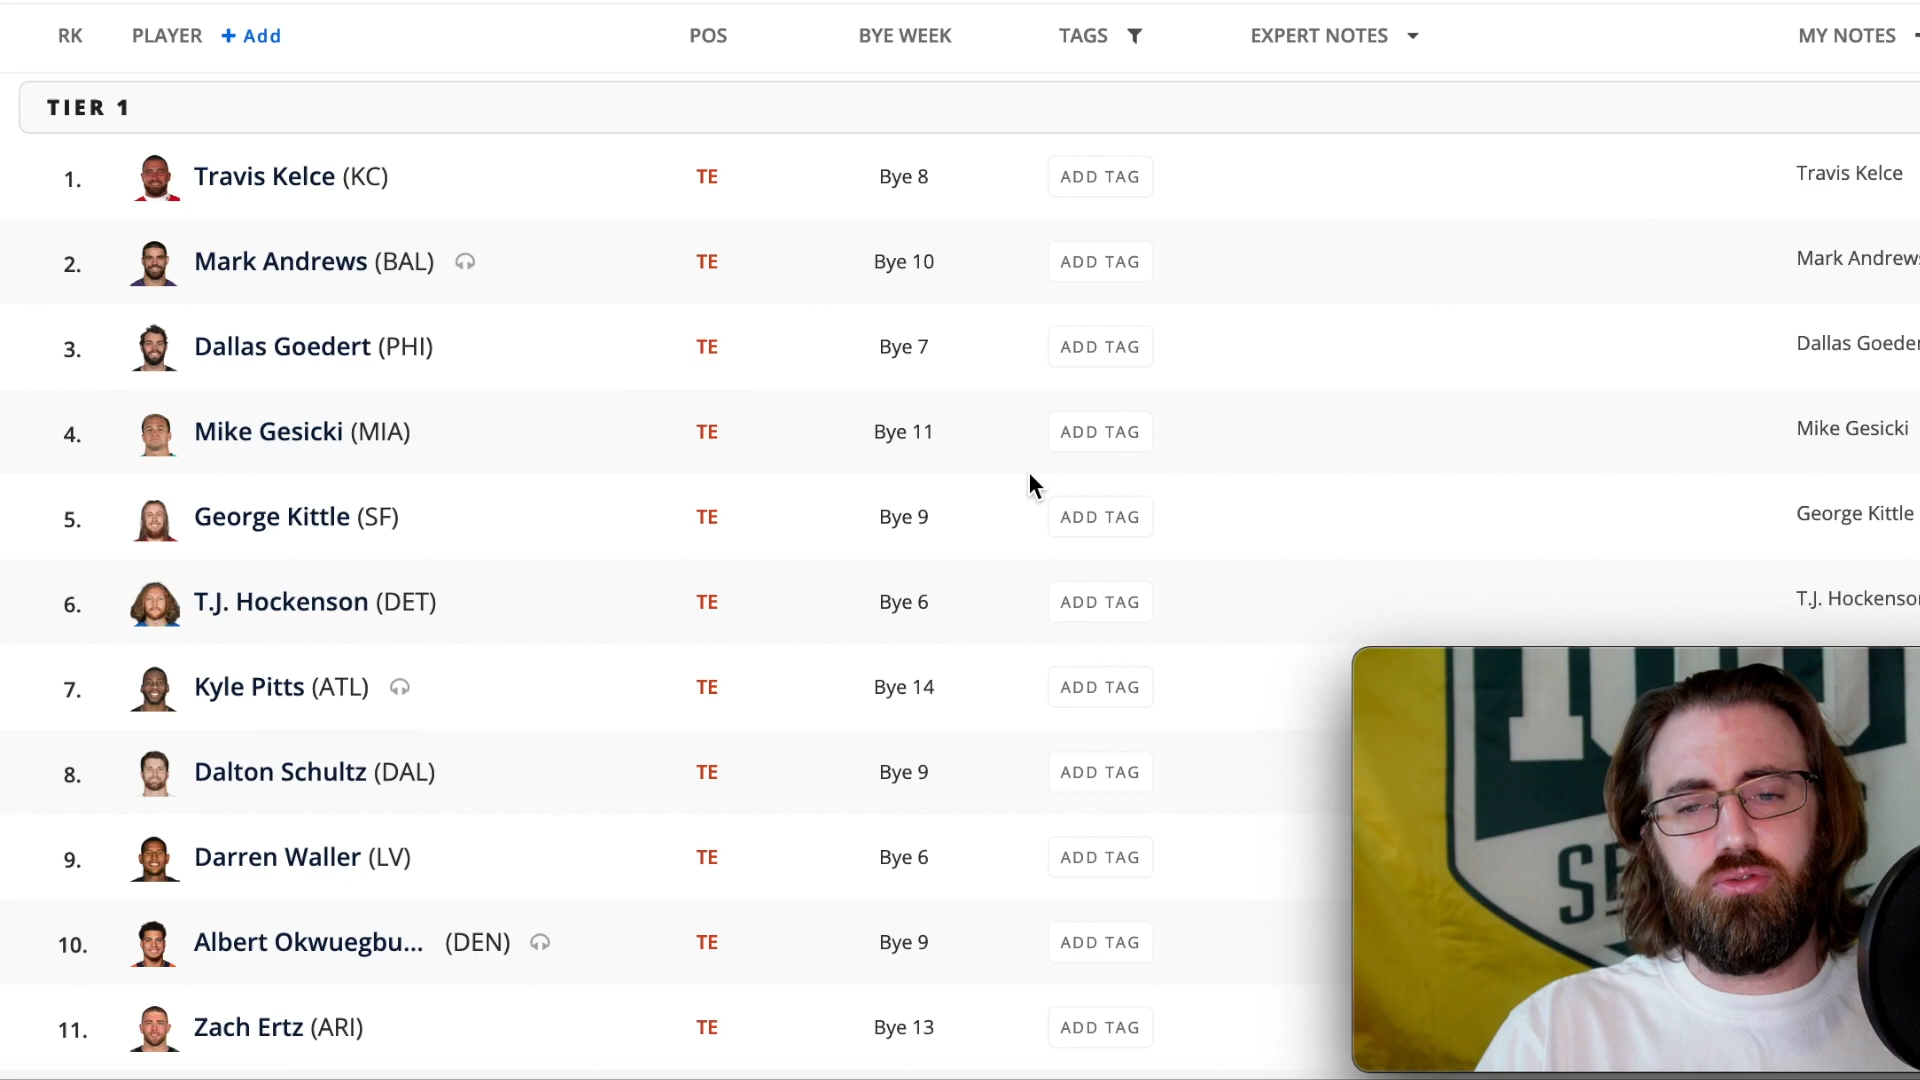 RK PLAYER + Add POS BYE WEEK TAGS EXPERT NOTES MY NOTES
TIER 1
1. Travis Kelce (KC) TE Bye 8 ADD TAG Travis Kelce
2. Mark Andrews (BAL) TE Bye 10 ADD TAG Mark Andrews
3. Dallas Goedert (PHI) TE Bye 7 ADD TAG Dallas Goeder
4. Mike Gesicki (MIA) TE Bye 11 ADD TAG Mike Gesicki
5. George Kittle (SF) TE Bye 9 ADD TAG George Kittle
6. T.J. Hockenson (DET) TE Bye 6 ADD TAG T.J. Hockenson
7. Kyle Pitts (ATL) TE Bye 14 ADD TAG
8. Dalton Schultz (DAL) TE Bye 9 ADD TAG
9. Darren Waller (LV) TE Bye 6 ADD TAG
10. Albert Okwuegbu... (DEN) TE Bye 9 ADD TAG
11. Zach Ertz (ARI) TE Bye 13 ADD TAG